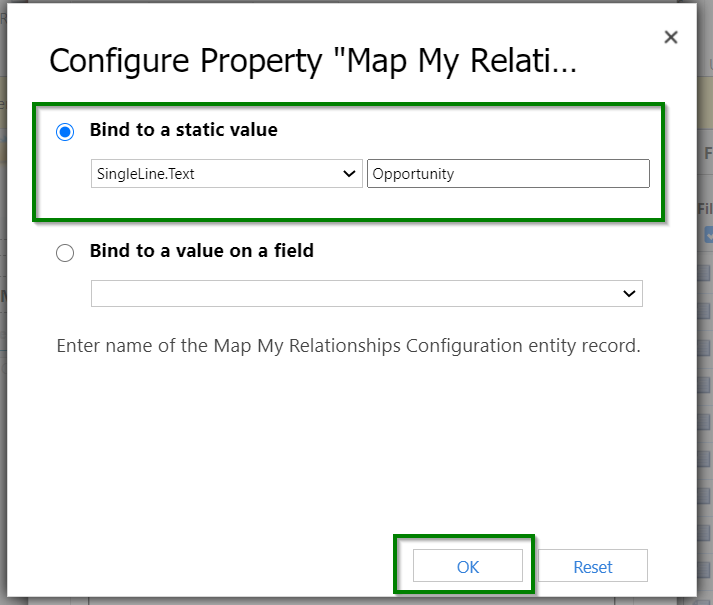 Configure Property "Map My Relati...
Bind to a static value
SingleLine.Text
Opportunity
Bind to a value on a field
Enter name of the Map My Relationships Configuration entity record.
OK
Reset